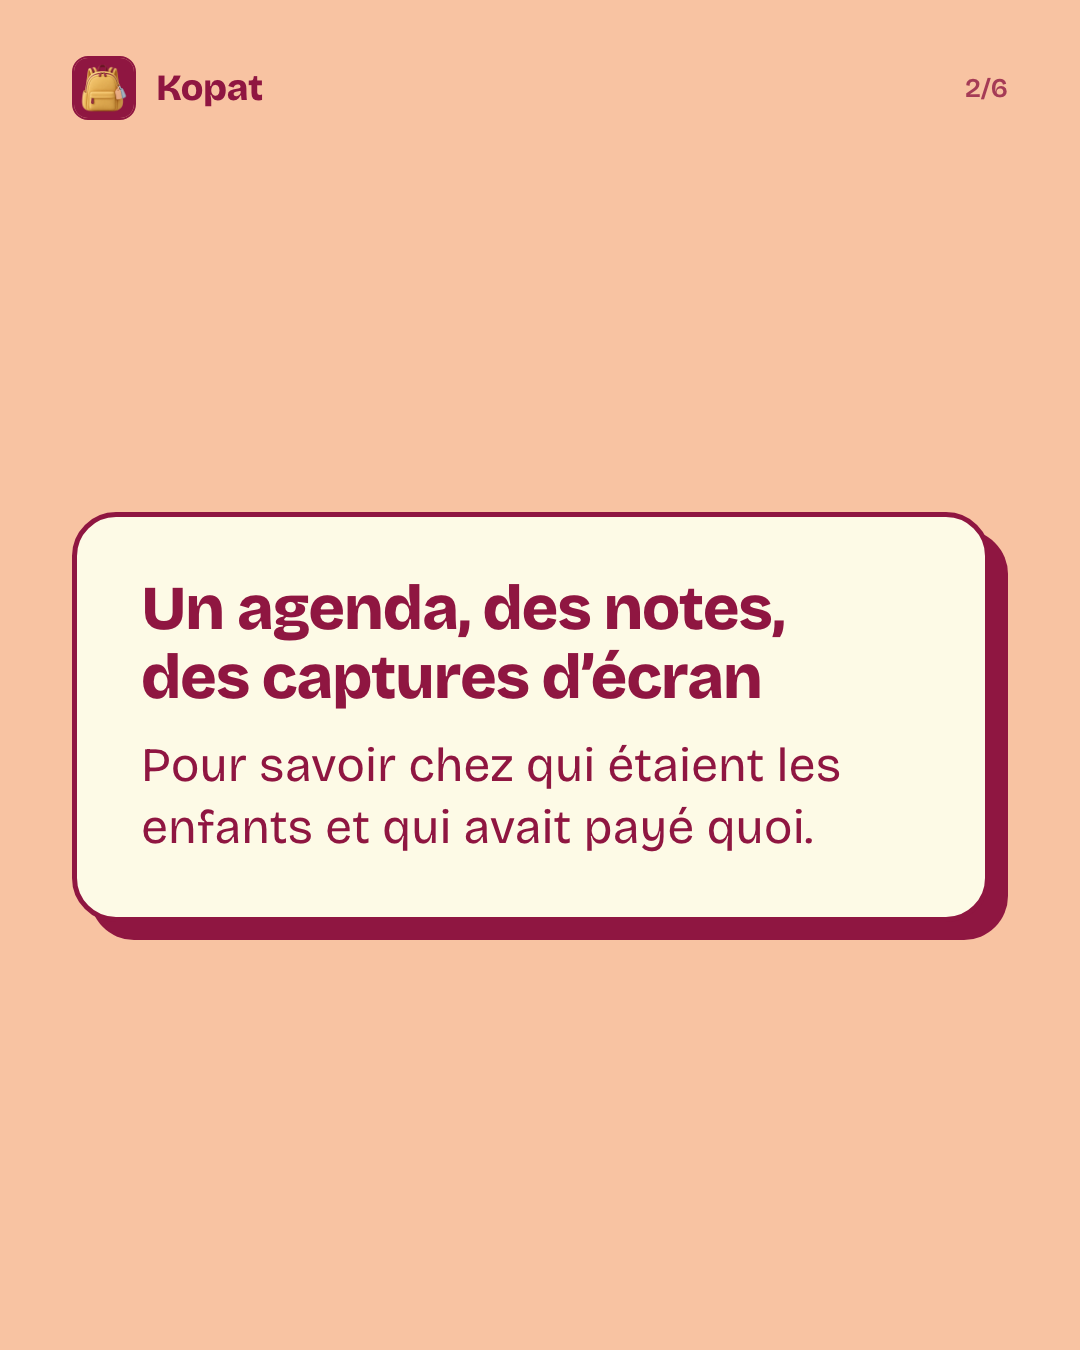 Kopat
2/6
Un agenda, des notes,
des captures d’écran
Pour savoir chez qui étaient les
enfants et qui avait payé quoi.